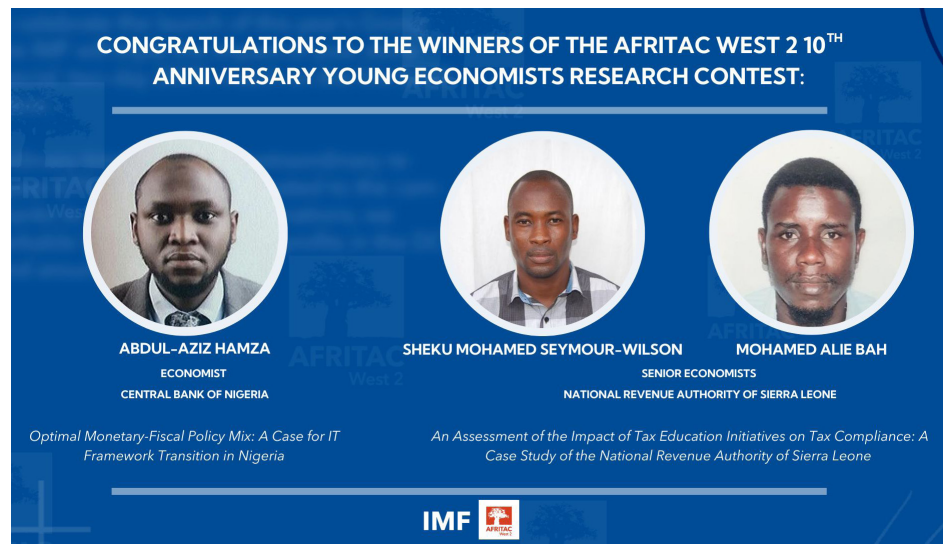 CONGRATULATIONS TO THE WINNERS OF THE AFRITAC WEST 2 10TH
ANNIVERSARY YOUNG ECONOMISTS RESEARCH CONTEST:
ABDUL-AZIZ HAMZA
ECONOMIST
CENTRAL BANK OF NIGERIA
Optimal Monetary-Fiscal Policy Mix: A Case for IT
Framework Transition in Nigeria
SHEKU MOHAMED SEYMOUR-WILSON
MOHAMED ALIE BAH
SENIOR ECONOMISTS
NATIONAL REVENUE AUTHORITY OF SIERRA LEONE
An Assessment of the Impact of Tax Education Initiatives on Tax Compliance: A
Case Study of the National Revenue Authority of Sierra Leone
IMF
AFRITAC
West 2